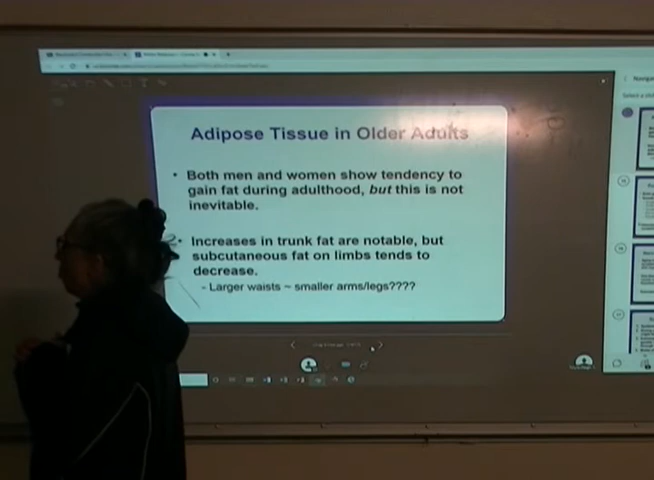 Adipose Tissue in Older Adults
• Both men and women show tendency to
gain fat during adulthood, but this is not
inevitable.
• Increases in trunk fat are notable, but
subcutaneous fat on limbs tends to
decrease.
- Larger waists ~ smaller arms/legs????